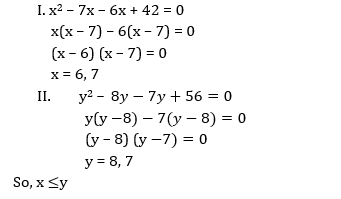 I. x² – 7x – 6x + 42 = 0
x(x – 7) – 6(x – 7) = 0
(x – 6) (x – 7) = 0
x = 6, 7
II. y² – 8y – 7y + 56 = 0
y(y –8) – 7(y – 8) = 0
(y – 8) (y –7) = 0
y = 8, 7
So, x ≤y